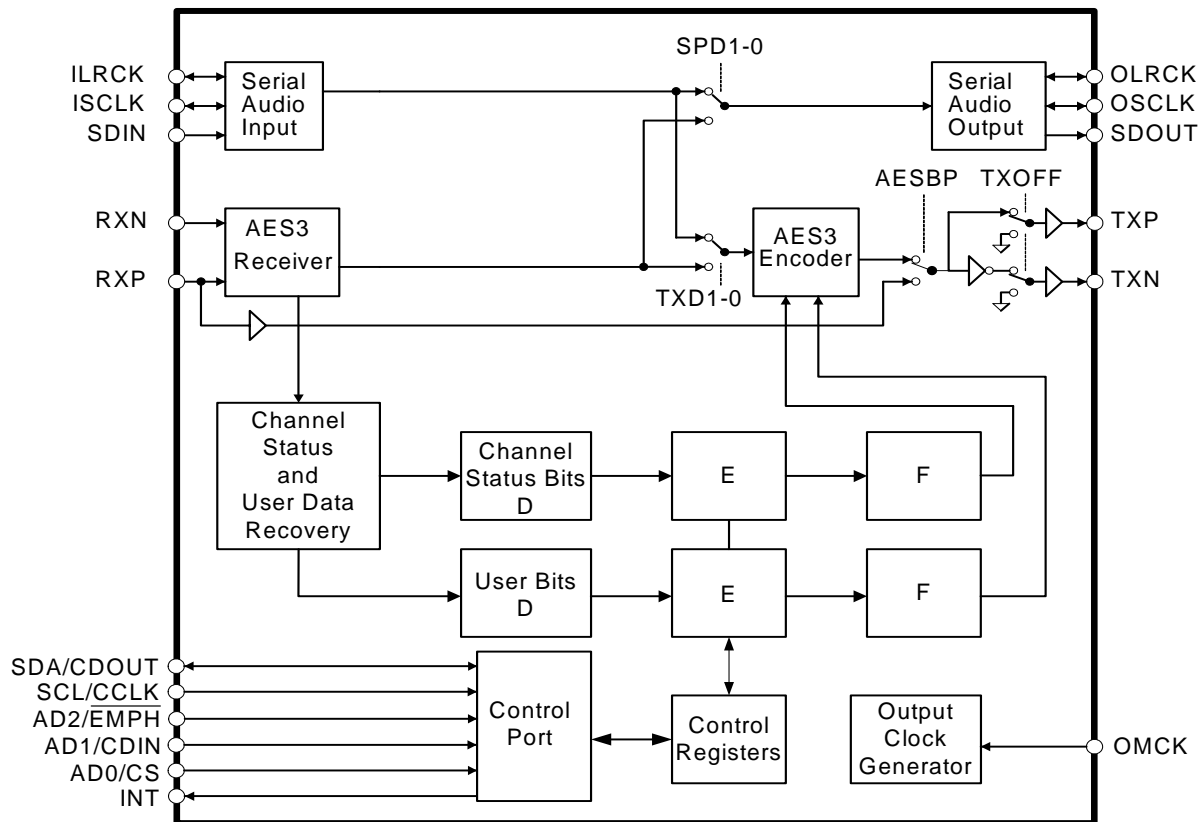 SPD1-0
ILRCK
ISCLK
SDIN
Serial
Audio
Input
Serial
Audio
Output
OLRCK
OSCLK
SDOUT
AESBP
TXOFF
RXN
RXP
AES3
Receiver
AES3
Encoder
TXD1-0
TXP
TXN
Channel
Status
and
User Data
Recovery
Channel
Status Bits
D
E
F
User Bits
D
E
F
SDA/CDOUT
SCL/CCLK
AD2/EMPH
AD1/CDIN
AD0/CS
INT
Control
Port
Control
Registers
Output
Clock
Generator
OMCK